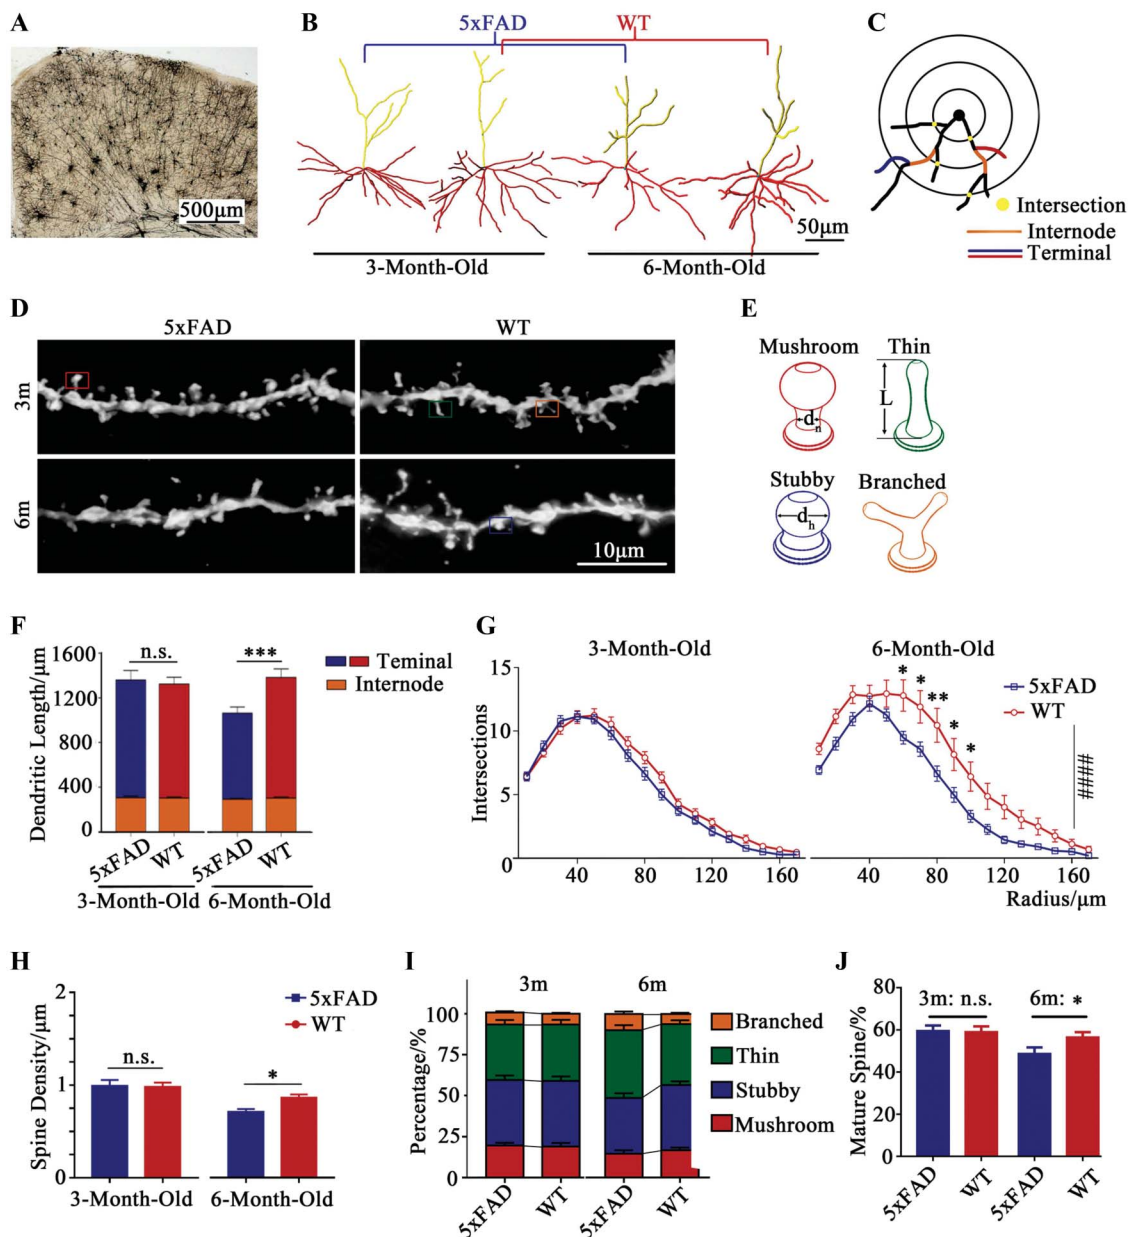 A
500μm
B
5xFAD
WT
3-Month-Old
6-Month-Old
50μm
C
Intersection
Internode
Terminal
D
5xFAD
WT
3m
6m
10μm
E
Mushroom
Thin
L
dn
Stubby
Branched
dh
F
Dendritic Length/μm
1600
1200
800
400
0
n.s.
***
Teminal
Internode
5xFAD
WT
5xFAD
WT
3-Month-Old
6-Month-Old
G
3-Month-Old
6-Month-Old
Intersections
15
10
5
0
* * ** * *
5xFAD
WT
####
40 80 120 160
40 80 120 160
Radius/μm
H
Spine Density/μm
2
1
0
n.s.
*
5xFAD
WT
3-Month-Old
6-Month-Old
I
3m
6m
Percentage/%
100
75
50
25
0
Branched
Thin
Stubby
Mushroom
5xFAD
WT
5xFAD
WT
J
Mature Spine/%
80
60
40
20
0
3m: n.s.
6m: *
5xFAD
WT
5xFAD
WT